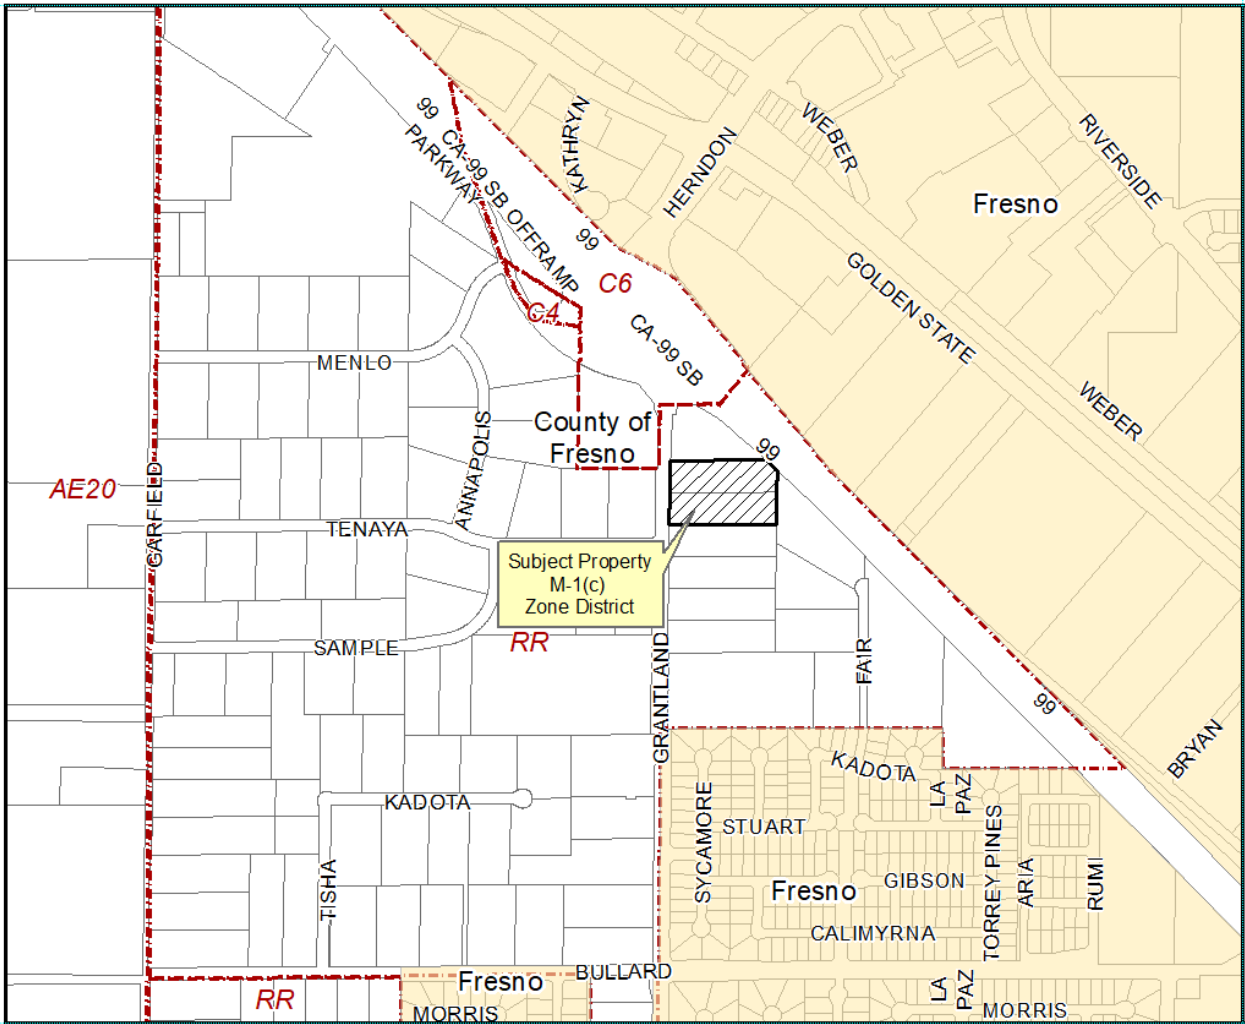 99
CA-99 SB OFFRAMP
PARKWAY
KATHRYN
HERNDON
WEBER
RIVERSIDE
Fresno
99
C6
GOLDEN STATE
C4
CA-99 SB
MENLO
WEBER
ANNAPOLIS
County of
Fresno
99
AE20
GARFIELD
TENAYA
Subject Property
M-1(c)
Zone District
RR
SAMPLE
GRANTLAND
FAIR
99
BRYAN
KADOTA
LA
PAZ
KADOTA
SYCAMORE
STUART
TORREY PINES
ARIA
RUMI
TISHA
Fresno
GIBSON
CALIMYRNA
BULLARD
Fresno
LA
PAZ
RR
MORRIS
MORRIS